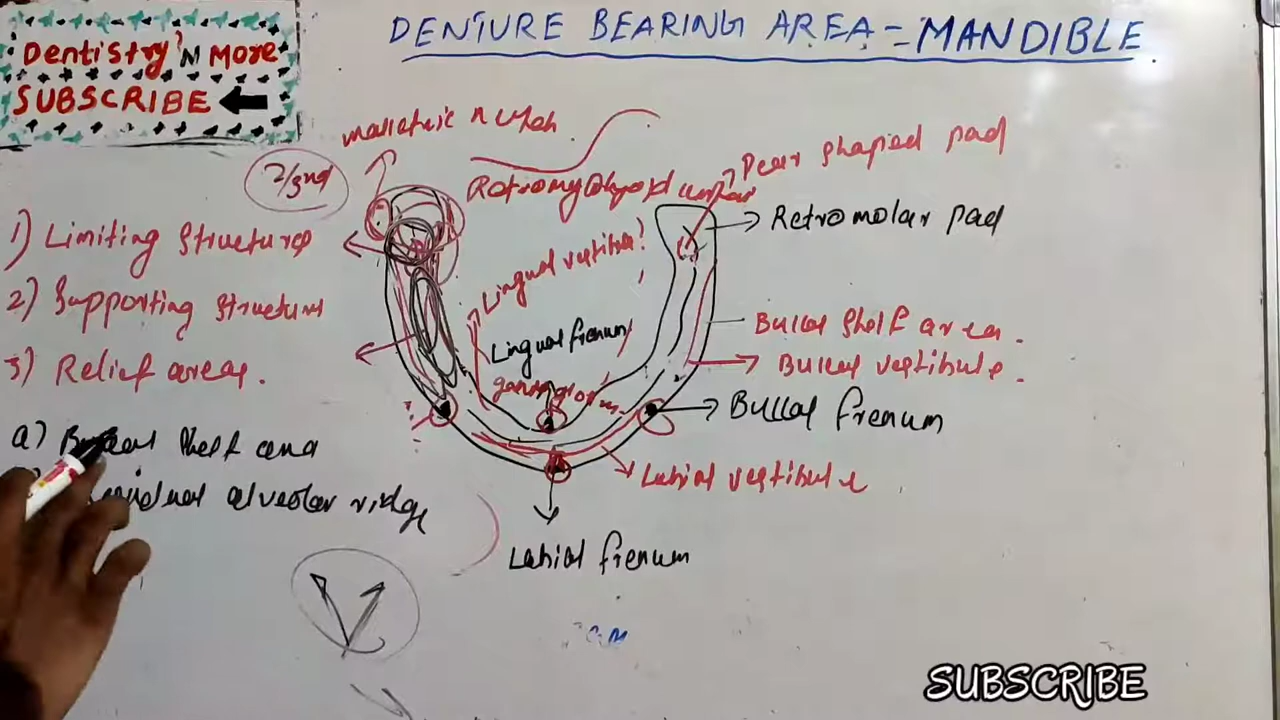 Dentistry 'N More
SUBSCRIBE
DENTURE BEARING AREA - MANDIBLE
2/3rd
Pear shaped pad
Retromolar pad
1) Limiting structures
2) Supporting structures
3) Relief areas.
Lingual vestibule
Lingual frenum
Buccal shelf area.
Buccal vestibule.
Buccal frenum
Labial vestibule
Labial frenum
a) Buccal shelf area
alveolar ridge
SUBSCRIBE